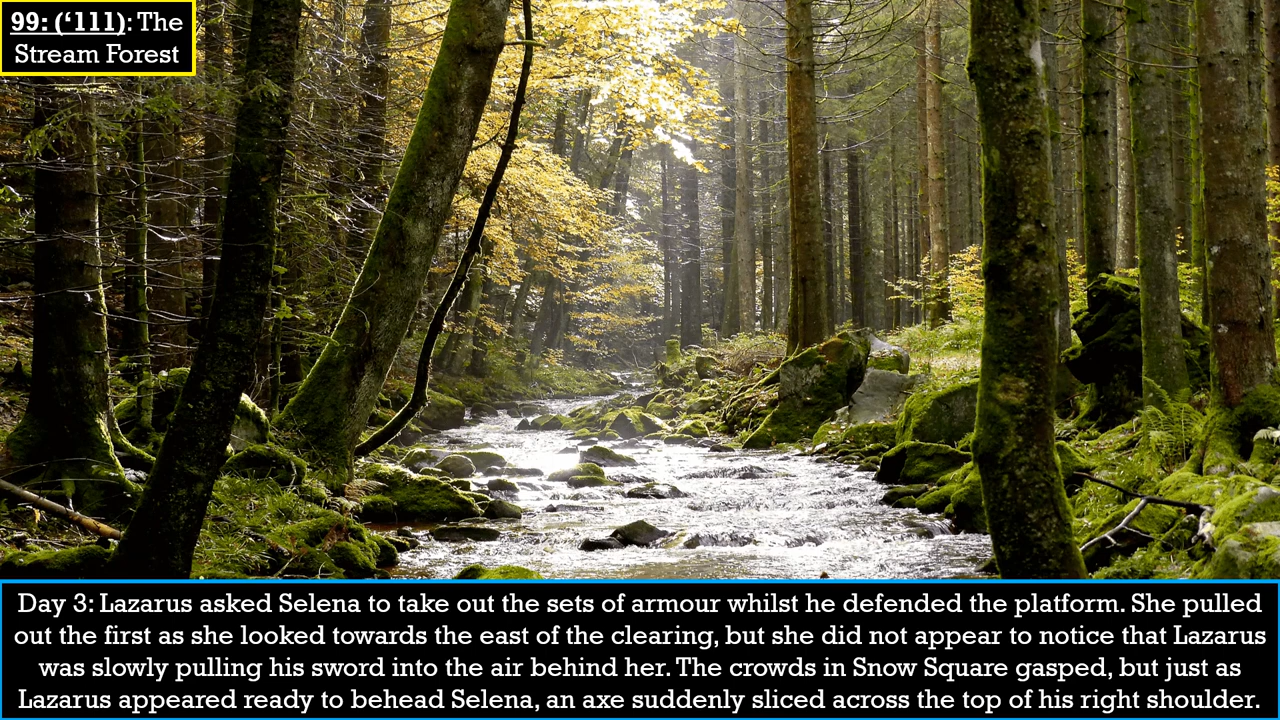 99: (‘111): The
Stream Forest
Day 3: Lazarus asked Selena to take out the sets of armour whilst he defended the platform. She pulled
out the first as she looked towards the east of the clearing, but she did not appear to notice that Lazarus
was slowly pulling his sword into the air behind her. The crowds in Snow Square gasped, but just as
Lazarus appeared ready to behead Selena, an axe suddenly sliced across the top of his right shoulder.